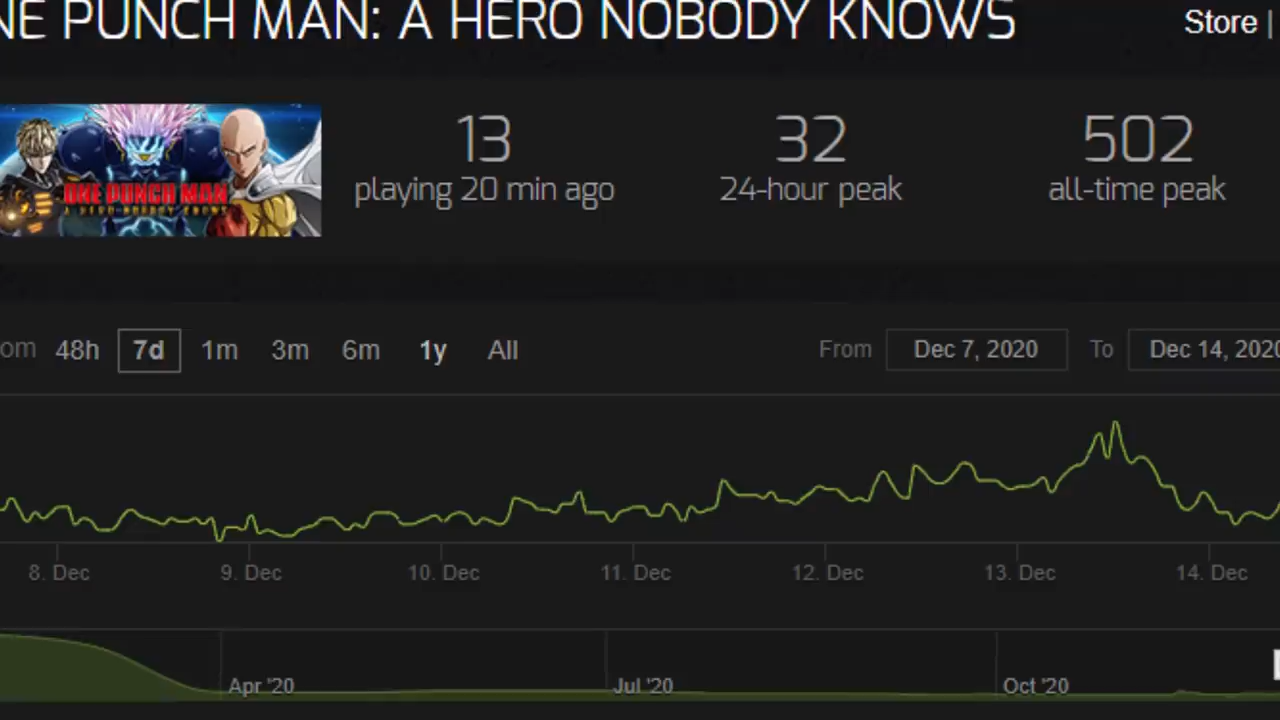 NE PUNCH MAN: A HERO NOBODY KNOWS
Store |
ONE PUNCH MAN
A HERO NOBODY KNOWS
13
playing 20 min ago
32
24-hour peak
502
all-time peak
om 48h 7d 1m 3m 6m 1y All
From Dec 7, 2020 To Dec 14, 2020
8. Dec 9. Dec 10. Dec 11. Dec 12. Dec 13. Dec 14. Dec
Apr '20 Jul '20 Oct '20